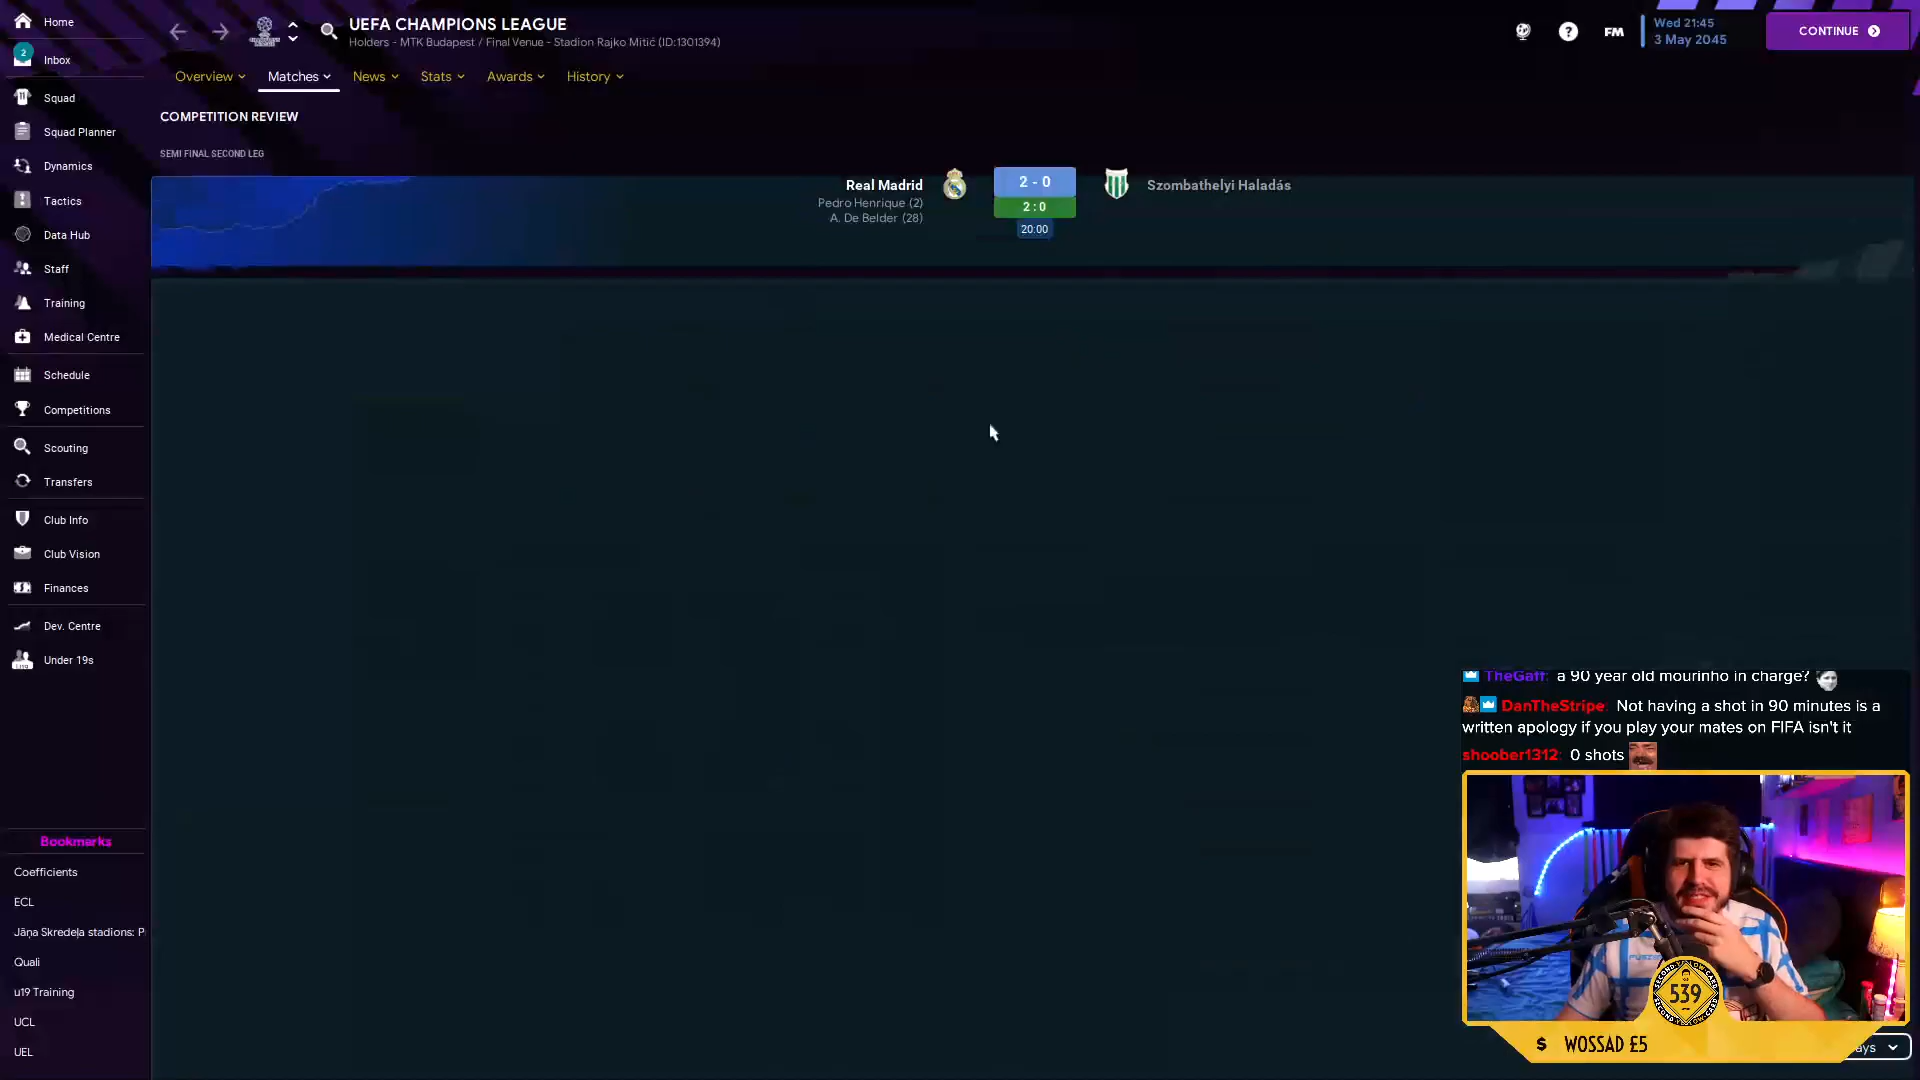 Home
UEFA CHAMPIONS LEAGUE
Holders - MTK Budapest / Final Venue - Stadion Rajko Mitić (ID:1301394)
FM
Wed 21:45
3 May 2045
CONTINUE
2
Inbox
Overview
Matches
News
Stats
Awards
History
Squad
COMPETITION REVIEW
Squad Planner
SEMI FINAL SECOND LEG
Dynamics
Real Madrid
2 - 0
Szombathelyi Haladás
Pedro Henrique (2)
2 : 0
A. De Belder (28)
20:00
Tactics
Data Hub
Staff
Training
Medical Centre
Schedule
Competitions
Scouting
Transfers
Club Info
Club Vision
Finances
Dev. Centre
Under 19s
Bookmarks
Coefficients
ECL
Jāņa Skredeļa stadions: P
Quali
u19 Training
UCL
UEL
TheGaff: a 90 year old mourinho in charge?
DanTheStripe: Not having a shot in 90 minutes is a
written apology if you play your mates on FIFA isn't it
shoober1312: 0 shots
SECOND YELLOW CARD
539
$ WOSSAD £5
ays